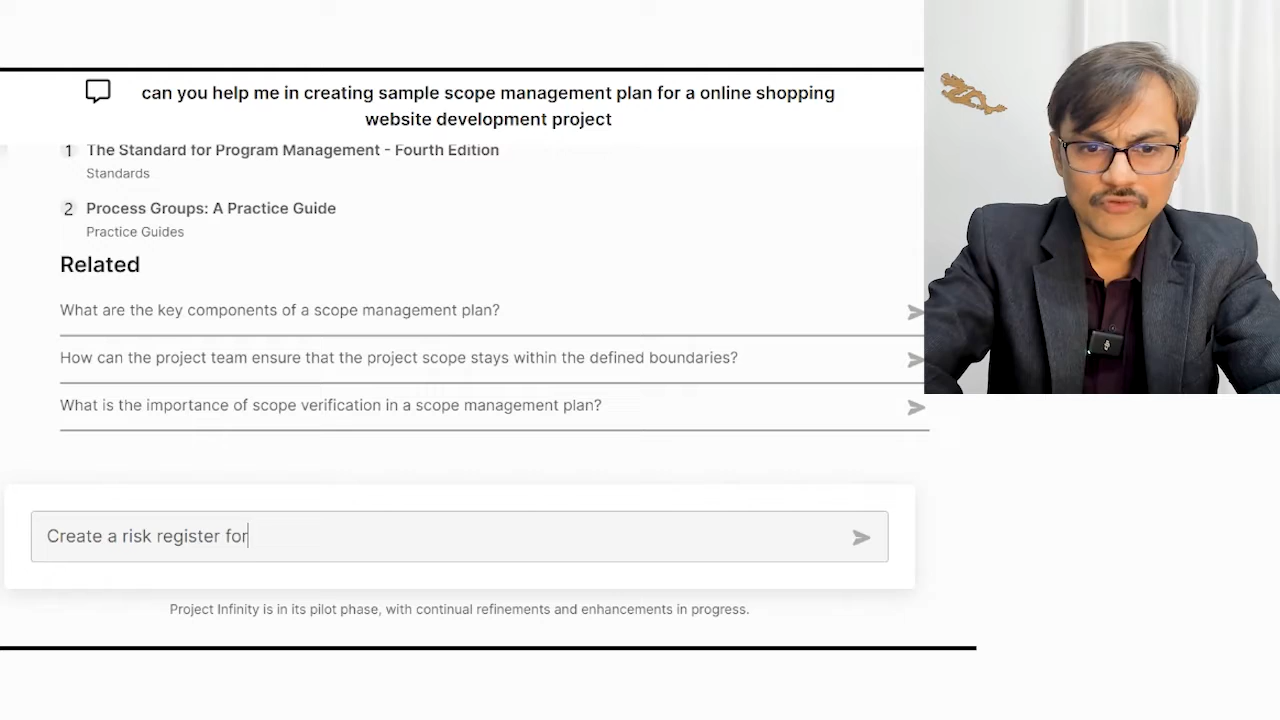 can you help me in creating sample scope management plan for a online shopping
website development project
1 The Standard for Program Management - Fourth Edition
Standards
2 Process Groups: A Practice Guide
Practice Guides
Related
What are the key components of a scope management plan?
How can the project team ensure that the project scope stays within the defined boundaries?
What is the importance of scope verification in a scope management plan?
Create a risk register for
Project Infinity is in its pilot phase, with continual refinements and enhancements in progress.